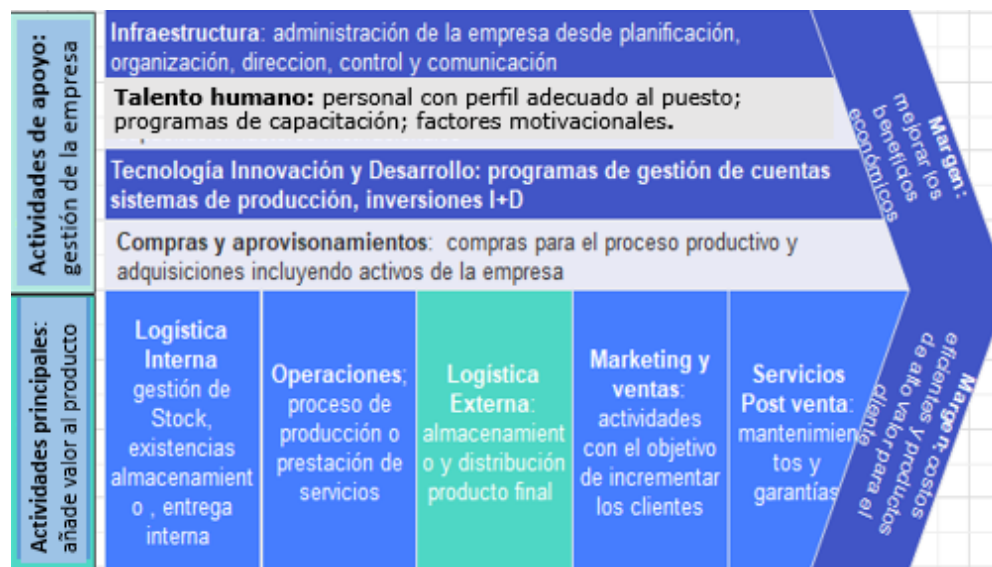 Actividades de apoyo:
gestión de la empresa
Infraestructura: administración de la empresa desde planificación,
organización, direccion, control y comunicación
Talento humano: personal con perfil adecuado al puesto;
programas de capacitación; factores motivacionales.
Tecnología Innovación y Desarrollo: programas de gestión de cuentas
sistemas de producción, inversiones I+D
Compras y aprovisonamientos: compras para el proceso productivo y
adquisiciones incluyendo activos de la empresa
Margen:
mejorar los
beneficios
económicos
Actividades principales:
añade valor al producto
Logística
Interna
gestión de
Stock,
existencias
almacenamient
o , entrega
interna
Operaciones;
proceso de
producción o
prestación de
servicios
Logística
Externa:
almacenamient
o y distribución
producto final
Marketing y
ventas:
actividades
con el objetivo
de incrementar
los clientes
Servicios
Post venta:
mantenimien
tos y
garantías
Margen: costos
eficientes y productos
de alto valor para el
cliente